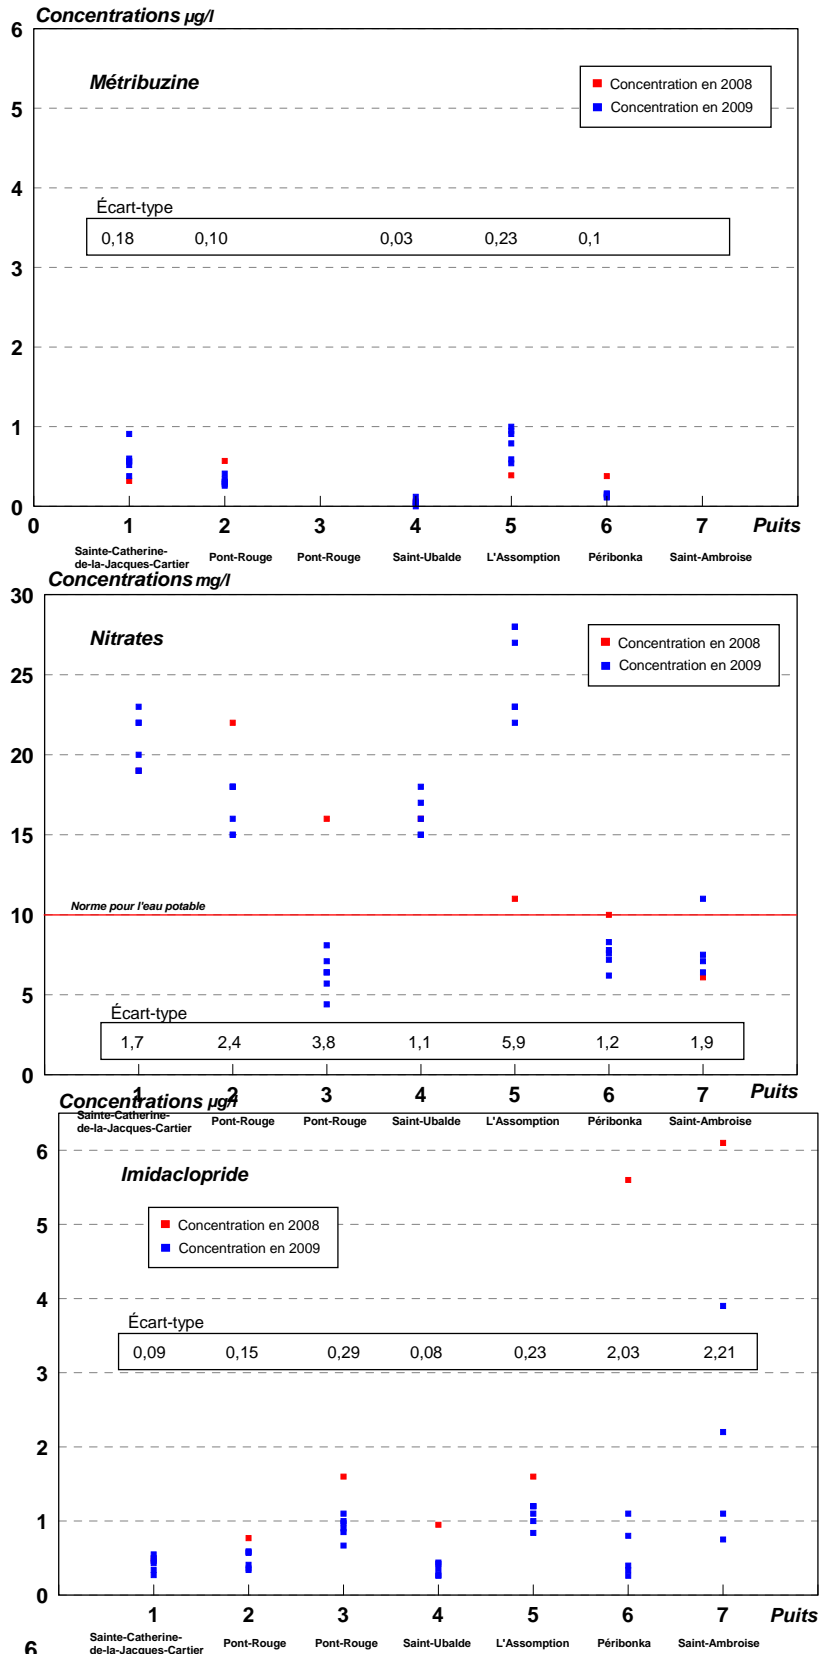 Concentrations µg/l
6
Métribuzine
Concentration en 2008
Concentration en 2009
5
4
Écart-type
0,18 0,10 0,03 0,23 0,1
3
2
1
0
0 1 2 3 4 5 6 7 Puits
Sainte-Catherine-
de-la-Jacques-Cartier Pont-Rouge Pont-Rouge Saint-Ubalde L'Assomption Péribonka Saint-Ambroise
Concentrations mg/l
30
Nitrates
Concentration en 2008
Concentration en 2009
25
20
15
Norme pour l'eau potable
10
5
Écart-type
1,7 2,4 3,8 1,1 5,9 1,2 1,9
0
1 2 3 4 5 6 7 Puits
Concentrations µg/l
Sainte-Catherine-
de-la-Jacques-Cartier Pont-Rouge Pont-Rouge Saint-Ubalde L'Assomption Péribonka Saint-Ambroise
6
Imidaclopride
Concentration en 2008
Concentration en 2009
5
4
Écart-type
0,09 0,15 0,29 0,08 0,23 2,03 2,21
3
2
1
0
1 2 3 4 5 6 7 Puits
Sainte-Catherine-
de-la-Jacques-Cartier Pont-Rouge Pont-Rouge Saint-Ubalde L'Assomption Péribonka Saint-Ambroise
6